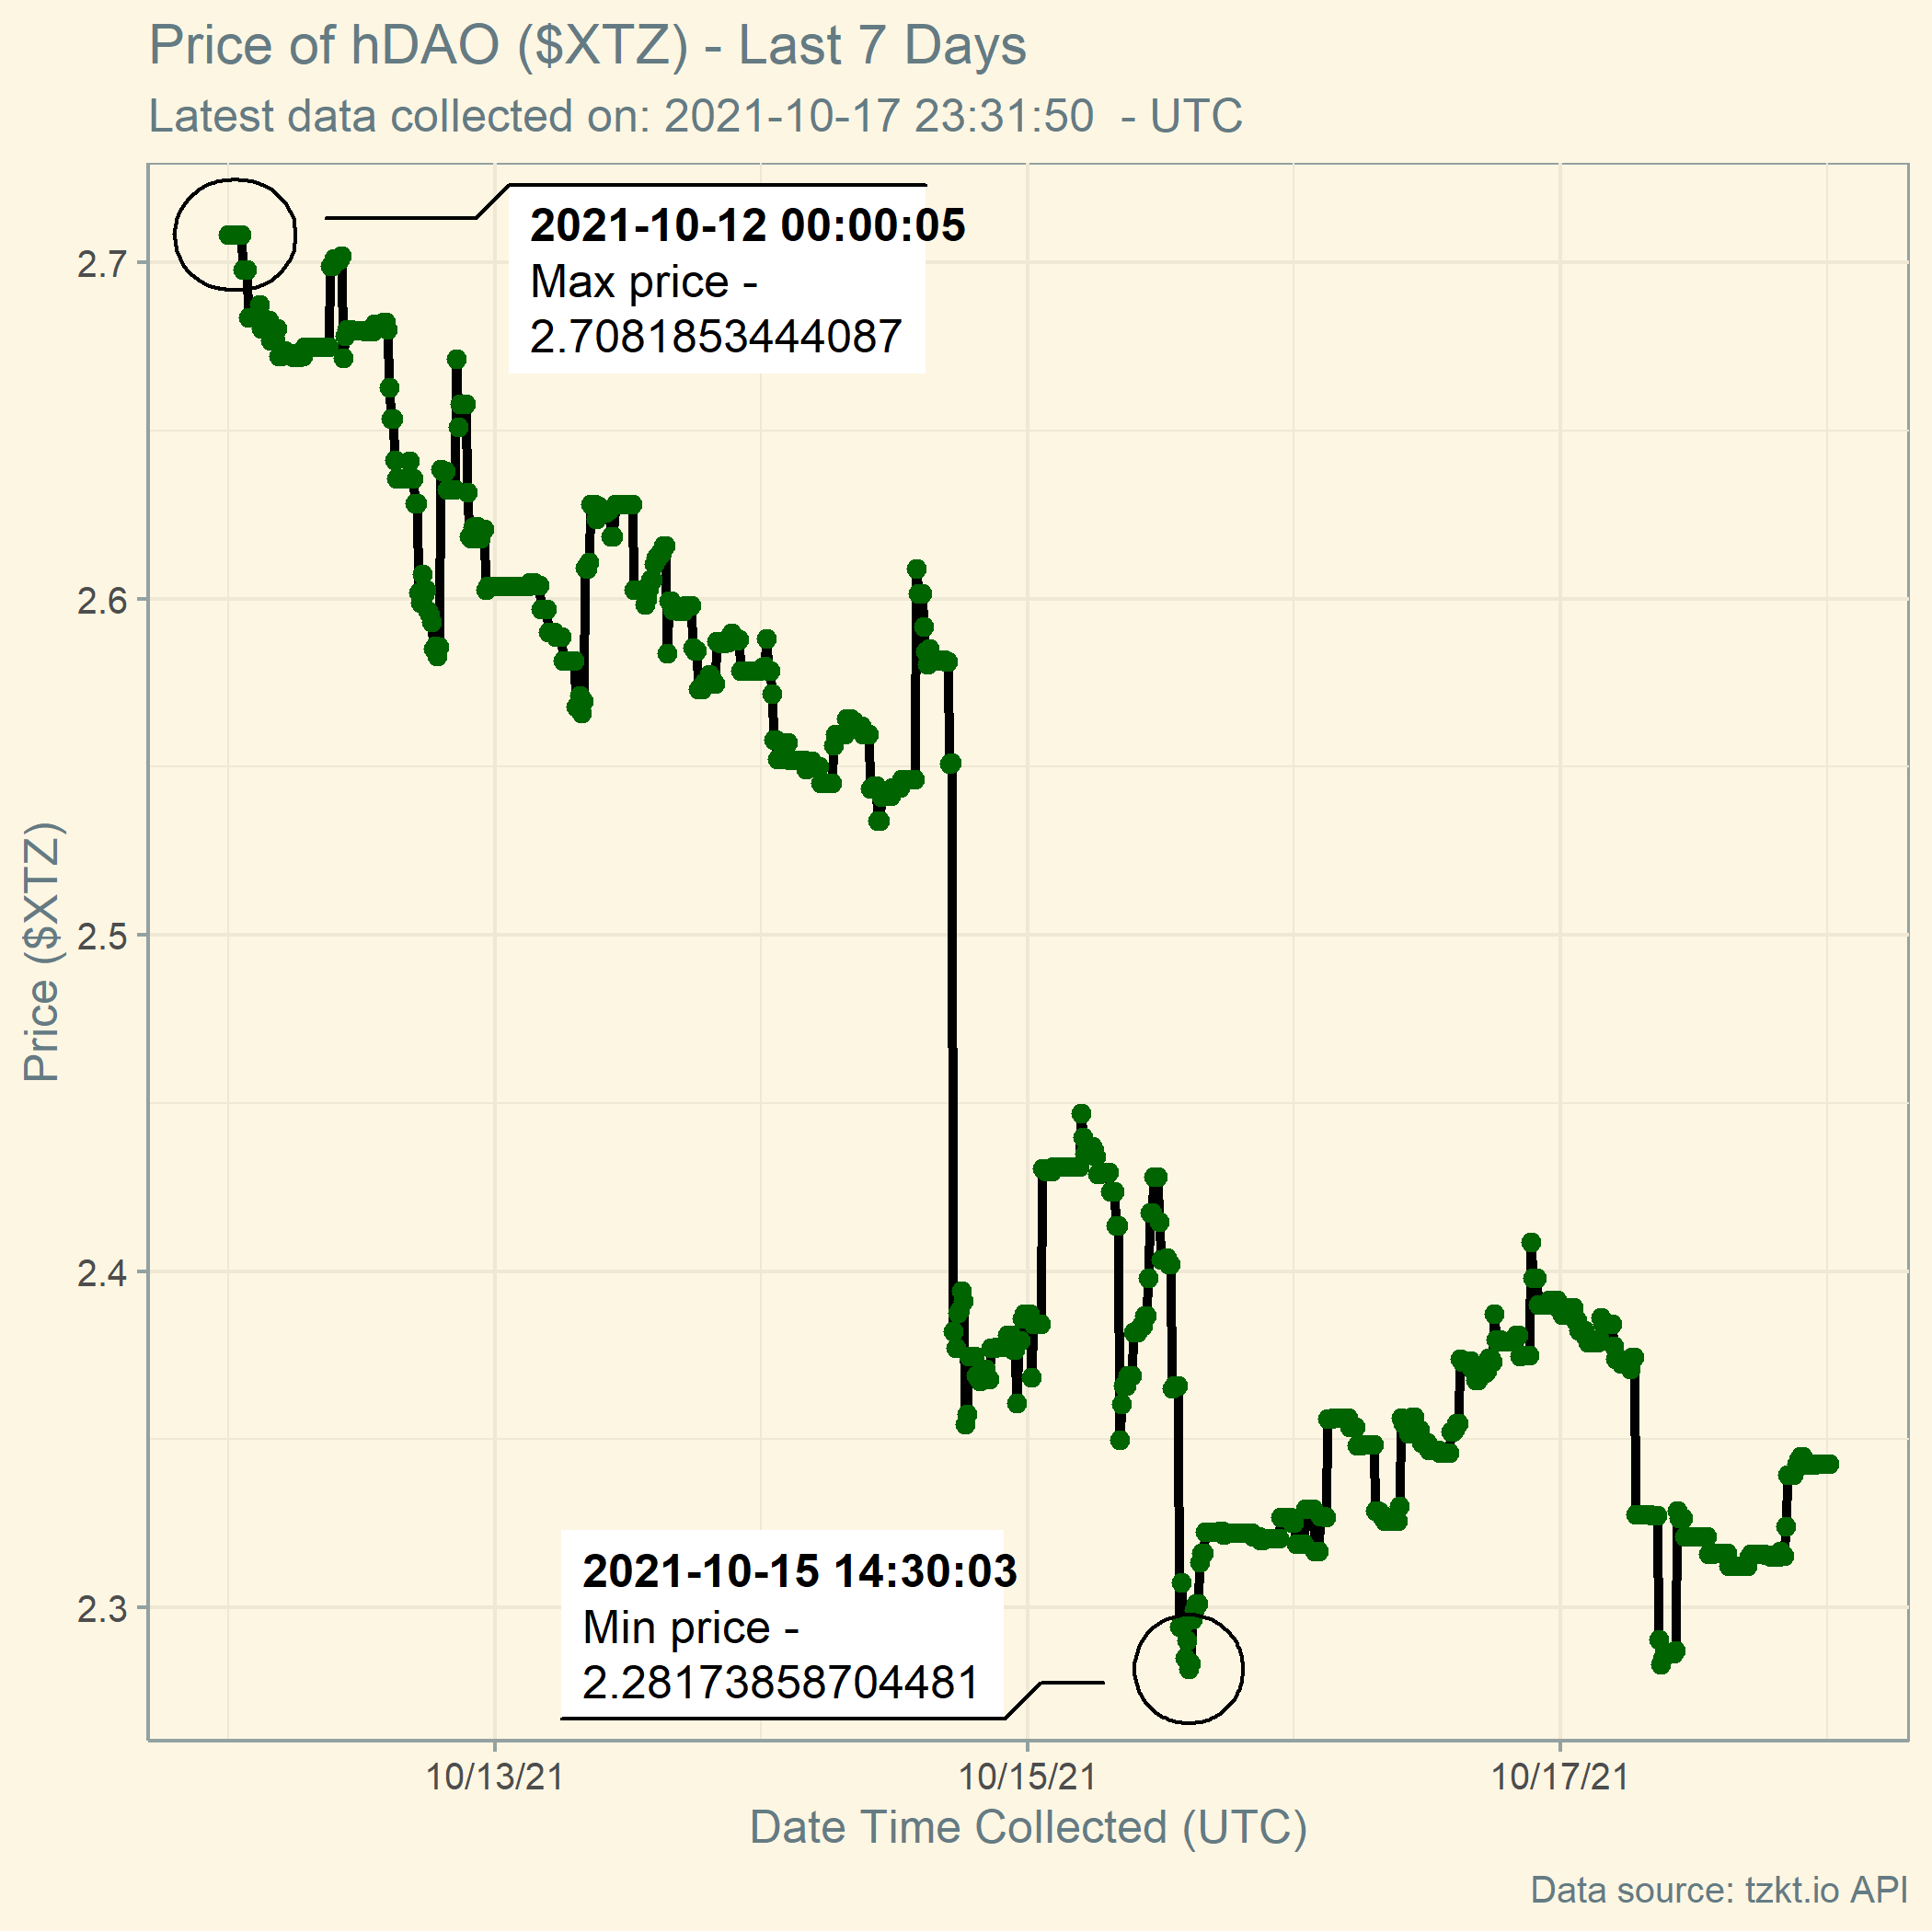 Price of hDAO ($XTZ) - Last 7 Days
Latest data collected on: 2021-10-17 23:31:50  - UTC
2021-10-12 00:00:05
Max price -
2.7081853444087
2.7
2.6
2.5
2.4
2.3
Price ($XTZ)
2021-10-15 14:30:03
Min price -
2.28173858704481
10/13/21
10/15/21
10/17/21
Date Time Collected (UTC)
Data source: tzkt.io API